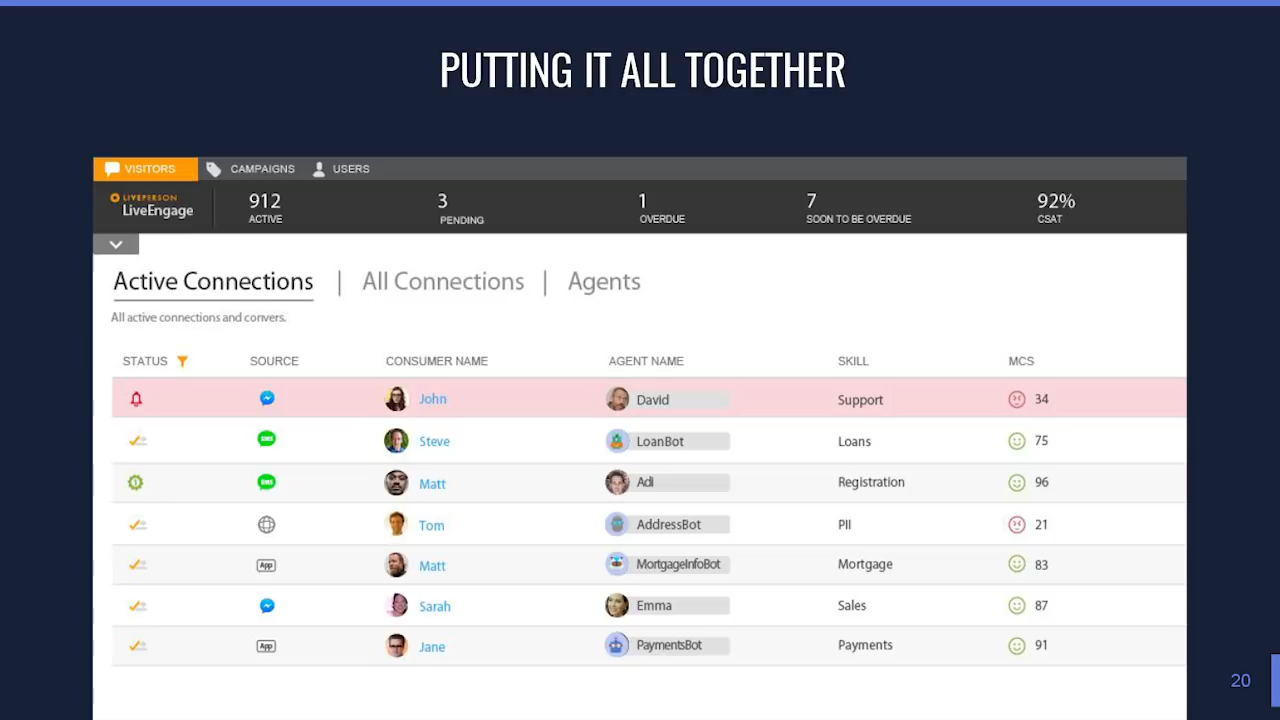 PUTTING IT ALL TOGETHER
VISITORS CAMPAIGNS USERS
LIVEPERSON
LiveEngage
912 3 1 7 92%
ACTIVE PENDING OVERDUE SOON TO BE OVERDUE CSAT
Active Connections | All Connections | Agents
All active connections and convers.
STATUS SOURCE CONSUMER NAME AGENT NAME SKILL MCS
John David Support 34
SMS Steve LoanBot Loans 75
1 SMS Matt Adi Registration 96
Tom AddressBot PII 21
App Matt MortgageInfoBot Mortgage 83
Sarah Emma Sales 87
App Jane PaymentsBot Payments 91
20